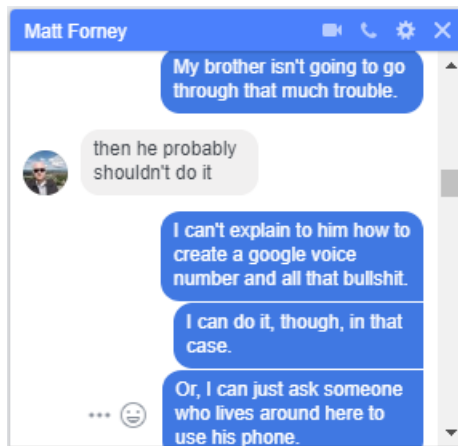 Matt Forney
My brother isn't going to go
through that much trouble.
then he probably
shouldn't do it
I can't explain to him how to
create a google voice
number and all that bullshit.
I can do it, though, in that
case.
Or, I can just ask someone
who lives around here to
use his phone.